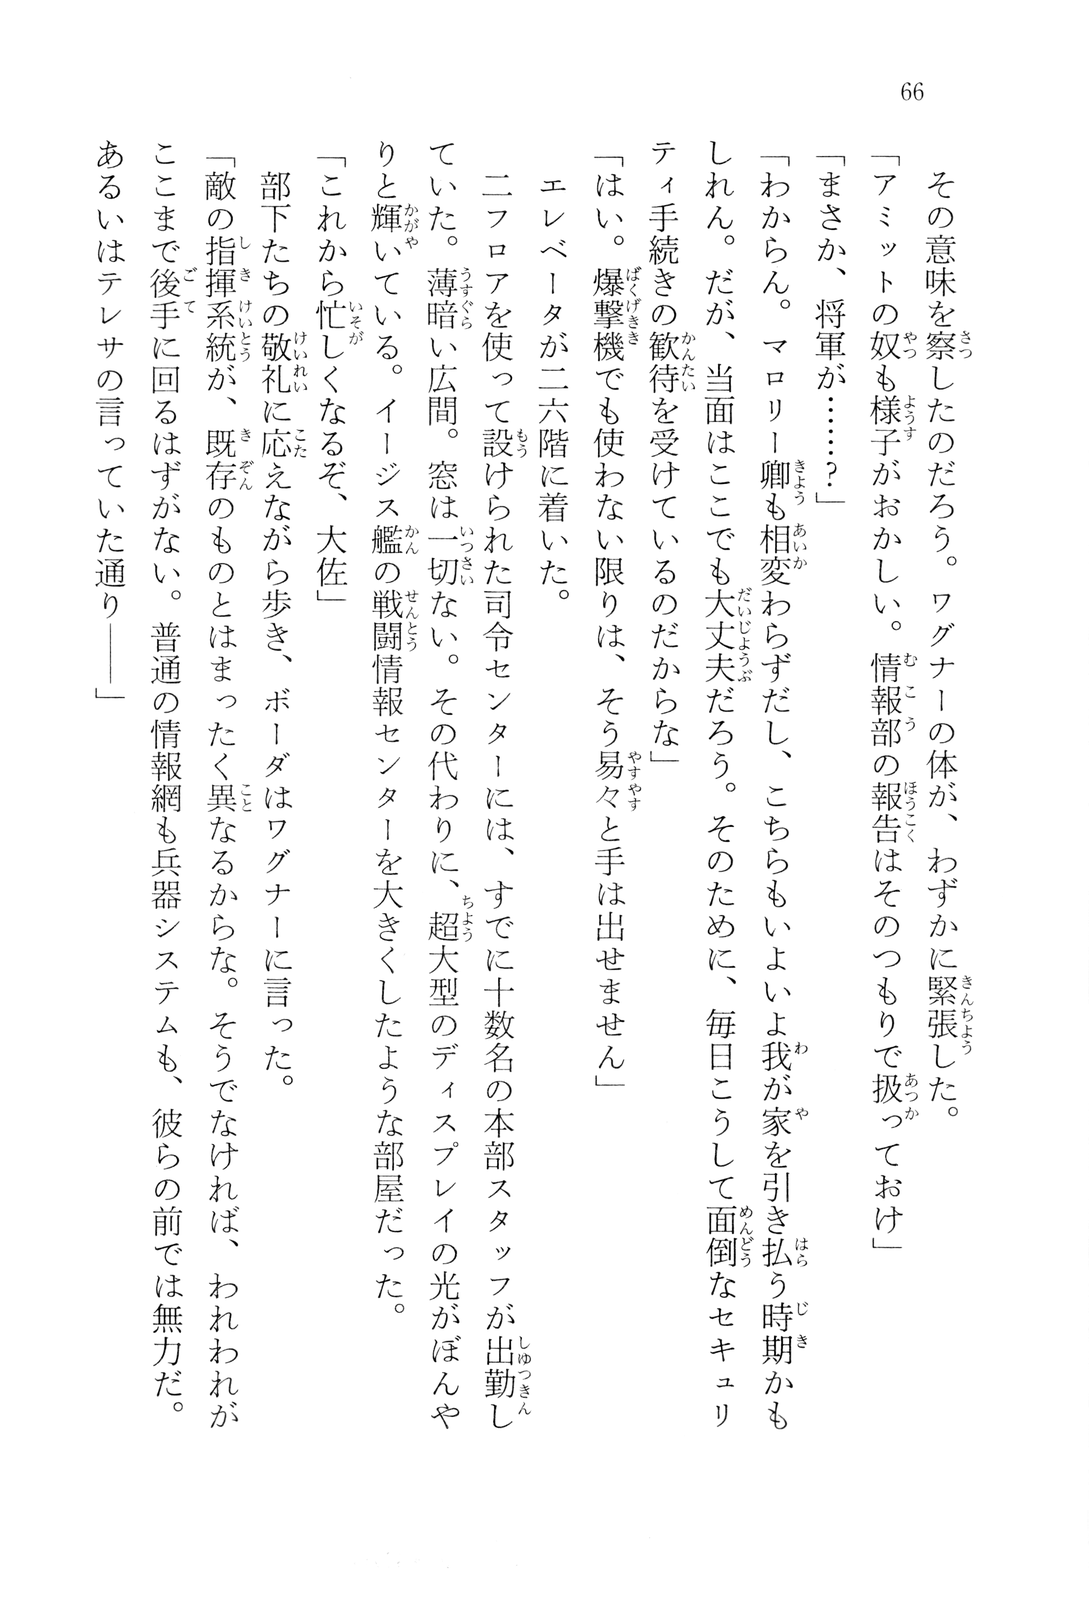 66
その意味を察したのだろう。ワグナーの体が、わずかに緊張した。
「アミットの奴も様子がおかしい。情報部の報告はそのつもりで扱っておけ」
「まさか、将軍が……？」
「わからん。マロリー卿も相変わらずだし、こちらもいよいよ我が家を引き払う時期かも
しれん。だが、当面はここでも大丈夫だろう。そのために、毎日こうして面倒なセキュリ
ティ手続きの歓待を受けているのだからな」
「はい。爆撃機でも使わない限りは、そう易々と手は出せません」
エレベータが二六階に着いた。
二フロアを使って設けられた司令センターには、すでに十数名の本部スタッフが出勤し
ていた。薄暗い広間。窓は一切ない。その代わりに、超大型のディスプレイの光がぼんや
りと輝いている。イージス艦の戦闘情報センターを大きくしたような部屋だった。
「これから忙しくなるぞ、大佐」
部下たちの敬礼に応えながら歩き、ボーダはワグナーに言った。
「敵の指揮系統が、既存のものとはまったく異なるからな。そうでなければ、われわれが
ここまで後手に回るはずがない。普通の情報網も兵器システムも、彼らの前では無力だ。
あるいはテレサの言っていた通り――」